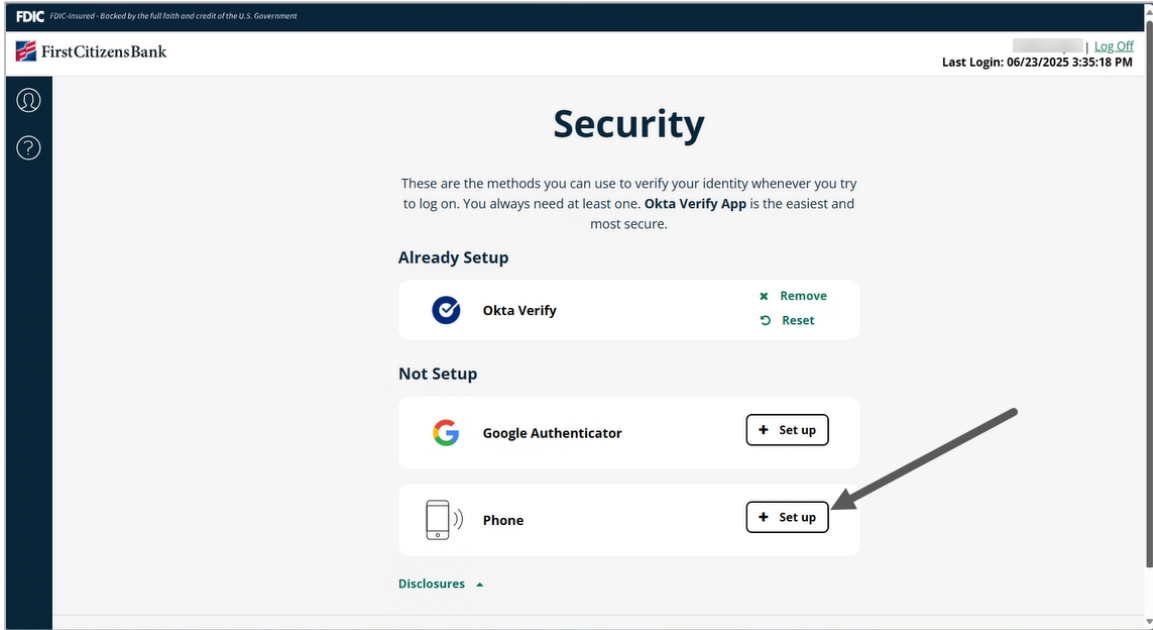 FDIC FDIC-Insured - Backed by the full faith and credit of the U.S. Government
First Citizens Bank
| Log Off
Last Login: 06/23/2025 3:35:18 PM
Security
These are the methods you can use to verify your identity whenever you try
to log on. You always need at least one. Okta Verify App is the easiest and
most secure.
Already Setup
Okta Verify
Remove
Reset
Not Setup
Google Authenticator
+ Set up
Phone
+ Set up
Disclosures